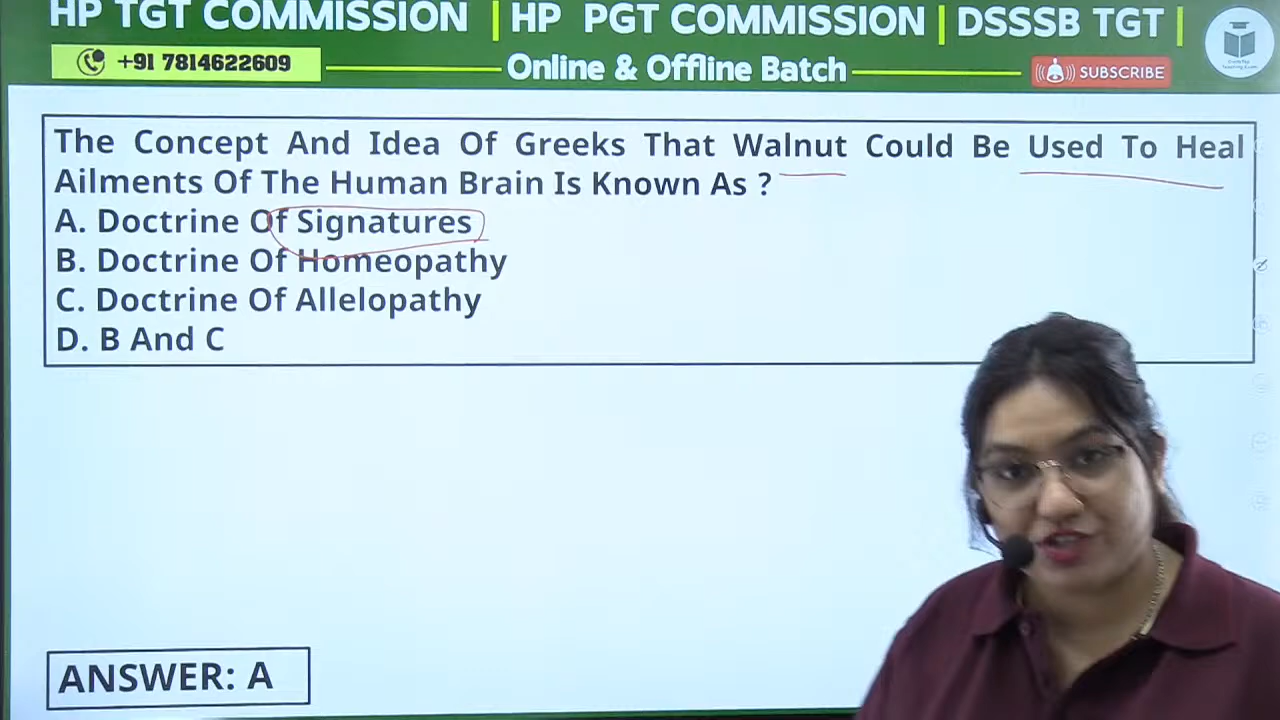 HP TGT COMMISSION | HP PGT COMMISSION | DSSSB TGT |
+91 7814622609
Online & Offline Batch
SUBSCRIBE
The Concept And Idea Of Greeks That Walnut Could Be Used To Heal
Ailments Of The Human Brain Is Known As ?
A. Doctrine Of Signatures
B. Doctrine Of Homeopathy
C. Doctrine Of Allelopathy
D. B And C
ANSWER: A